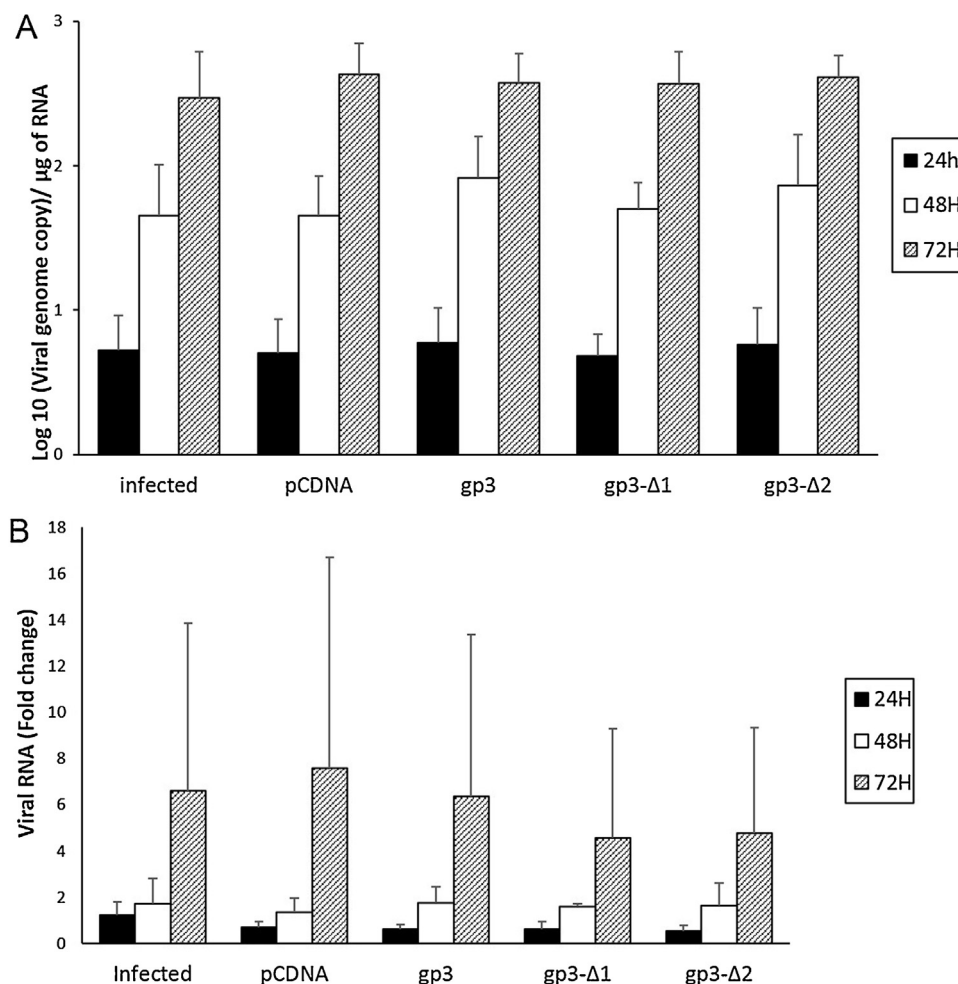 A
Log 10 (Viral genome copy)/ µg of RNA
3
2
1
0
infected pCDNA gp3 gp3-Δ1 gp3-Δ2
24h
48H
72H
B
Viral RNA (Fold change)
18
16
14
12
10
8
6
4
2
0
Infected pCDNA gp3 gp3-Δ1 gp3-Δ2
24H
48H
72H